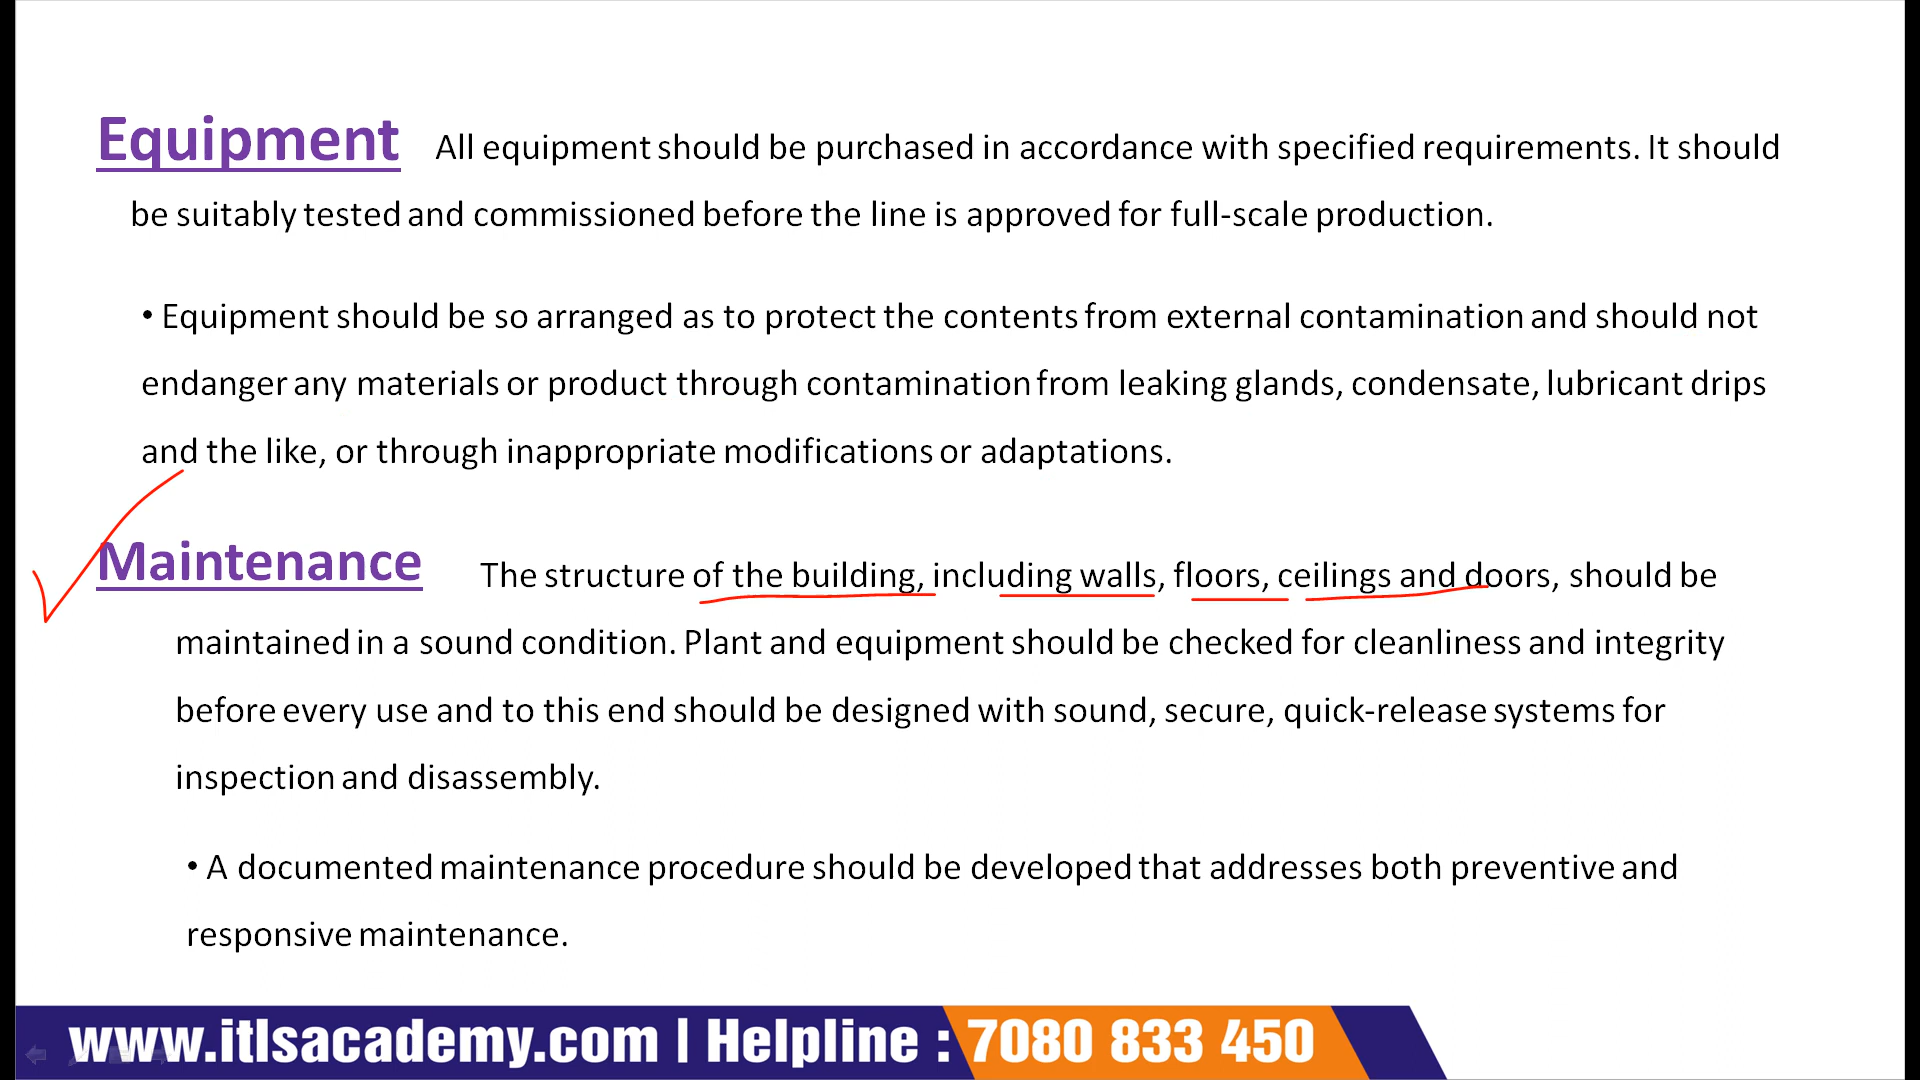 Equipment All equipment should be purchased in accordance with specified requirements. It should
be suitably tested and commissioned before the line is approved for full-scale production.
• Equipment should be so arranged as to protect the contents from external contamination and should not
endanger any materials or product through contamination from leaking glands, condensate, lubricant drips
and the like, or through inappropriate modifications or adaptations.
Maintenance The structure of the building, including walls, floors, ceilings and doors, should be
maintained in a sound condition. Plant and equipment should be checked for cleanliness and integrity
before every use and to this end should be designed with sound, secure, quick-release systems for
inspection and disassembly.
• A documented maintenance procedure should be developed that addresses both preventive and
responsive maintenance.
www.itlsacademy.com | Helpline : 7080 833 450